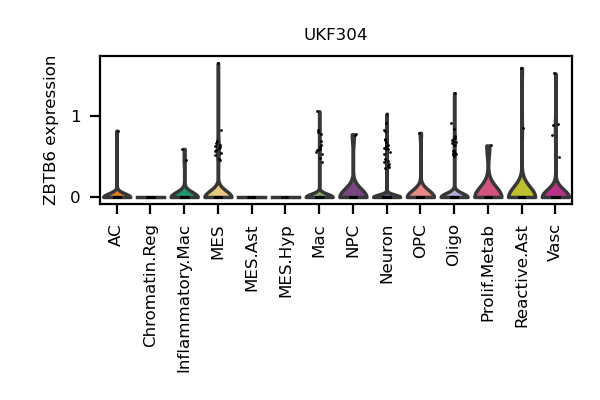 UKF304
ZBTB6 expression
1
0
AC
Chromatin.Reg
Inflammatory.Mac
MES
MES.Ast
MES.Hyp
Mac
NPC
Neuron
OPC
Oligo
Prolif.Metab
Reactive.Ast
Vasc